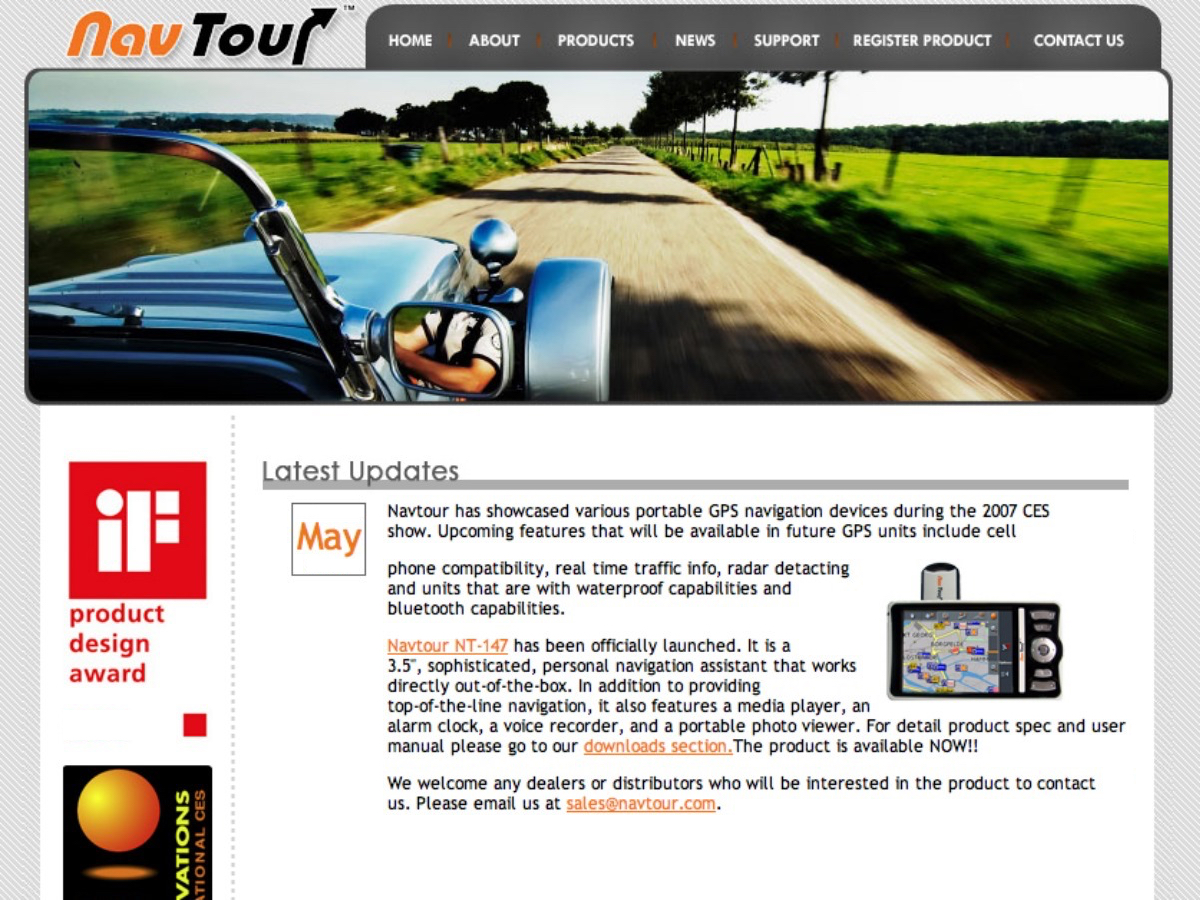 NavTour™
HOME | ABOUT | PRODUCTS | NEWS | SUPPORT | REGISTER PRODUCT | CONTACT US
iF
product
design
award
VATIONS
ATIONAL CES
Latest Updates
May
Navtour has showcased various portable GPS navigation devices during the 2007 CES
show. Upcoming features that will be available in future GPS units include cell
phone compatibility, real time traffic info, radar detecting
and units that are with waterproof capabilities and
bluetooth capabilities.
Navtour NT-147 has been officially launched. It is a
3.5", sophisticated, personal navigation assistant that works
directly out-of-the-box. In addition to providing
top-of-the-line navigation, it also features a media player, an
alarm clock, a voice recorder, and a portable photo viewer. For detail product spec and user
manual please go to our downloads section.The product is available NOW!!
We welcome any dealers or distributors who will be interested in the product to contact
us. Please email us at sales@navtour.com.